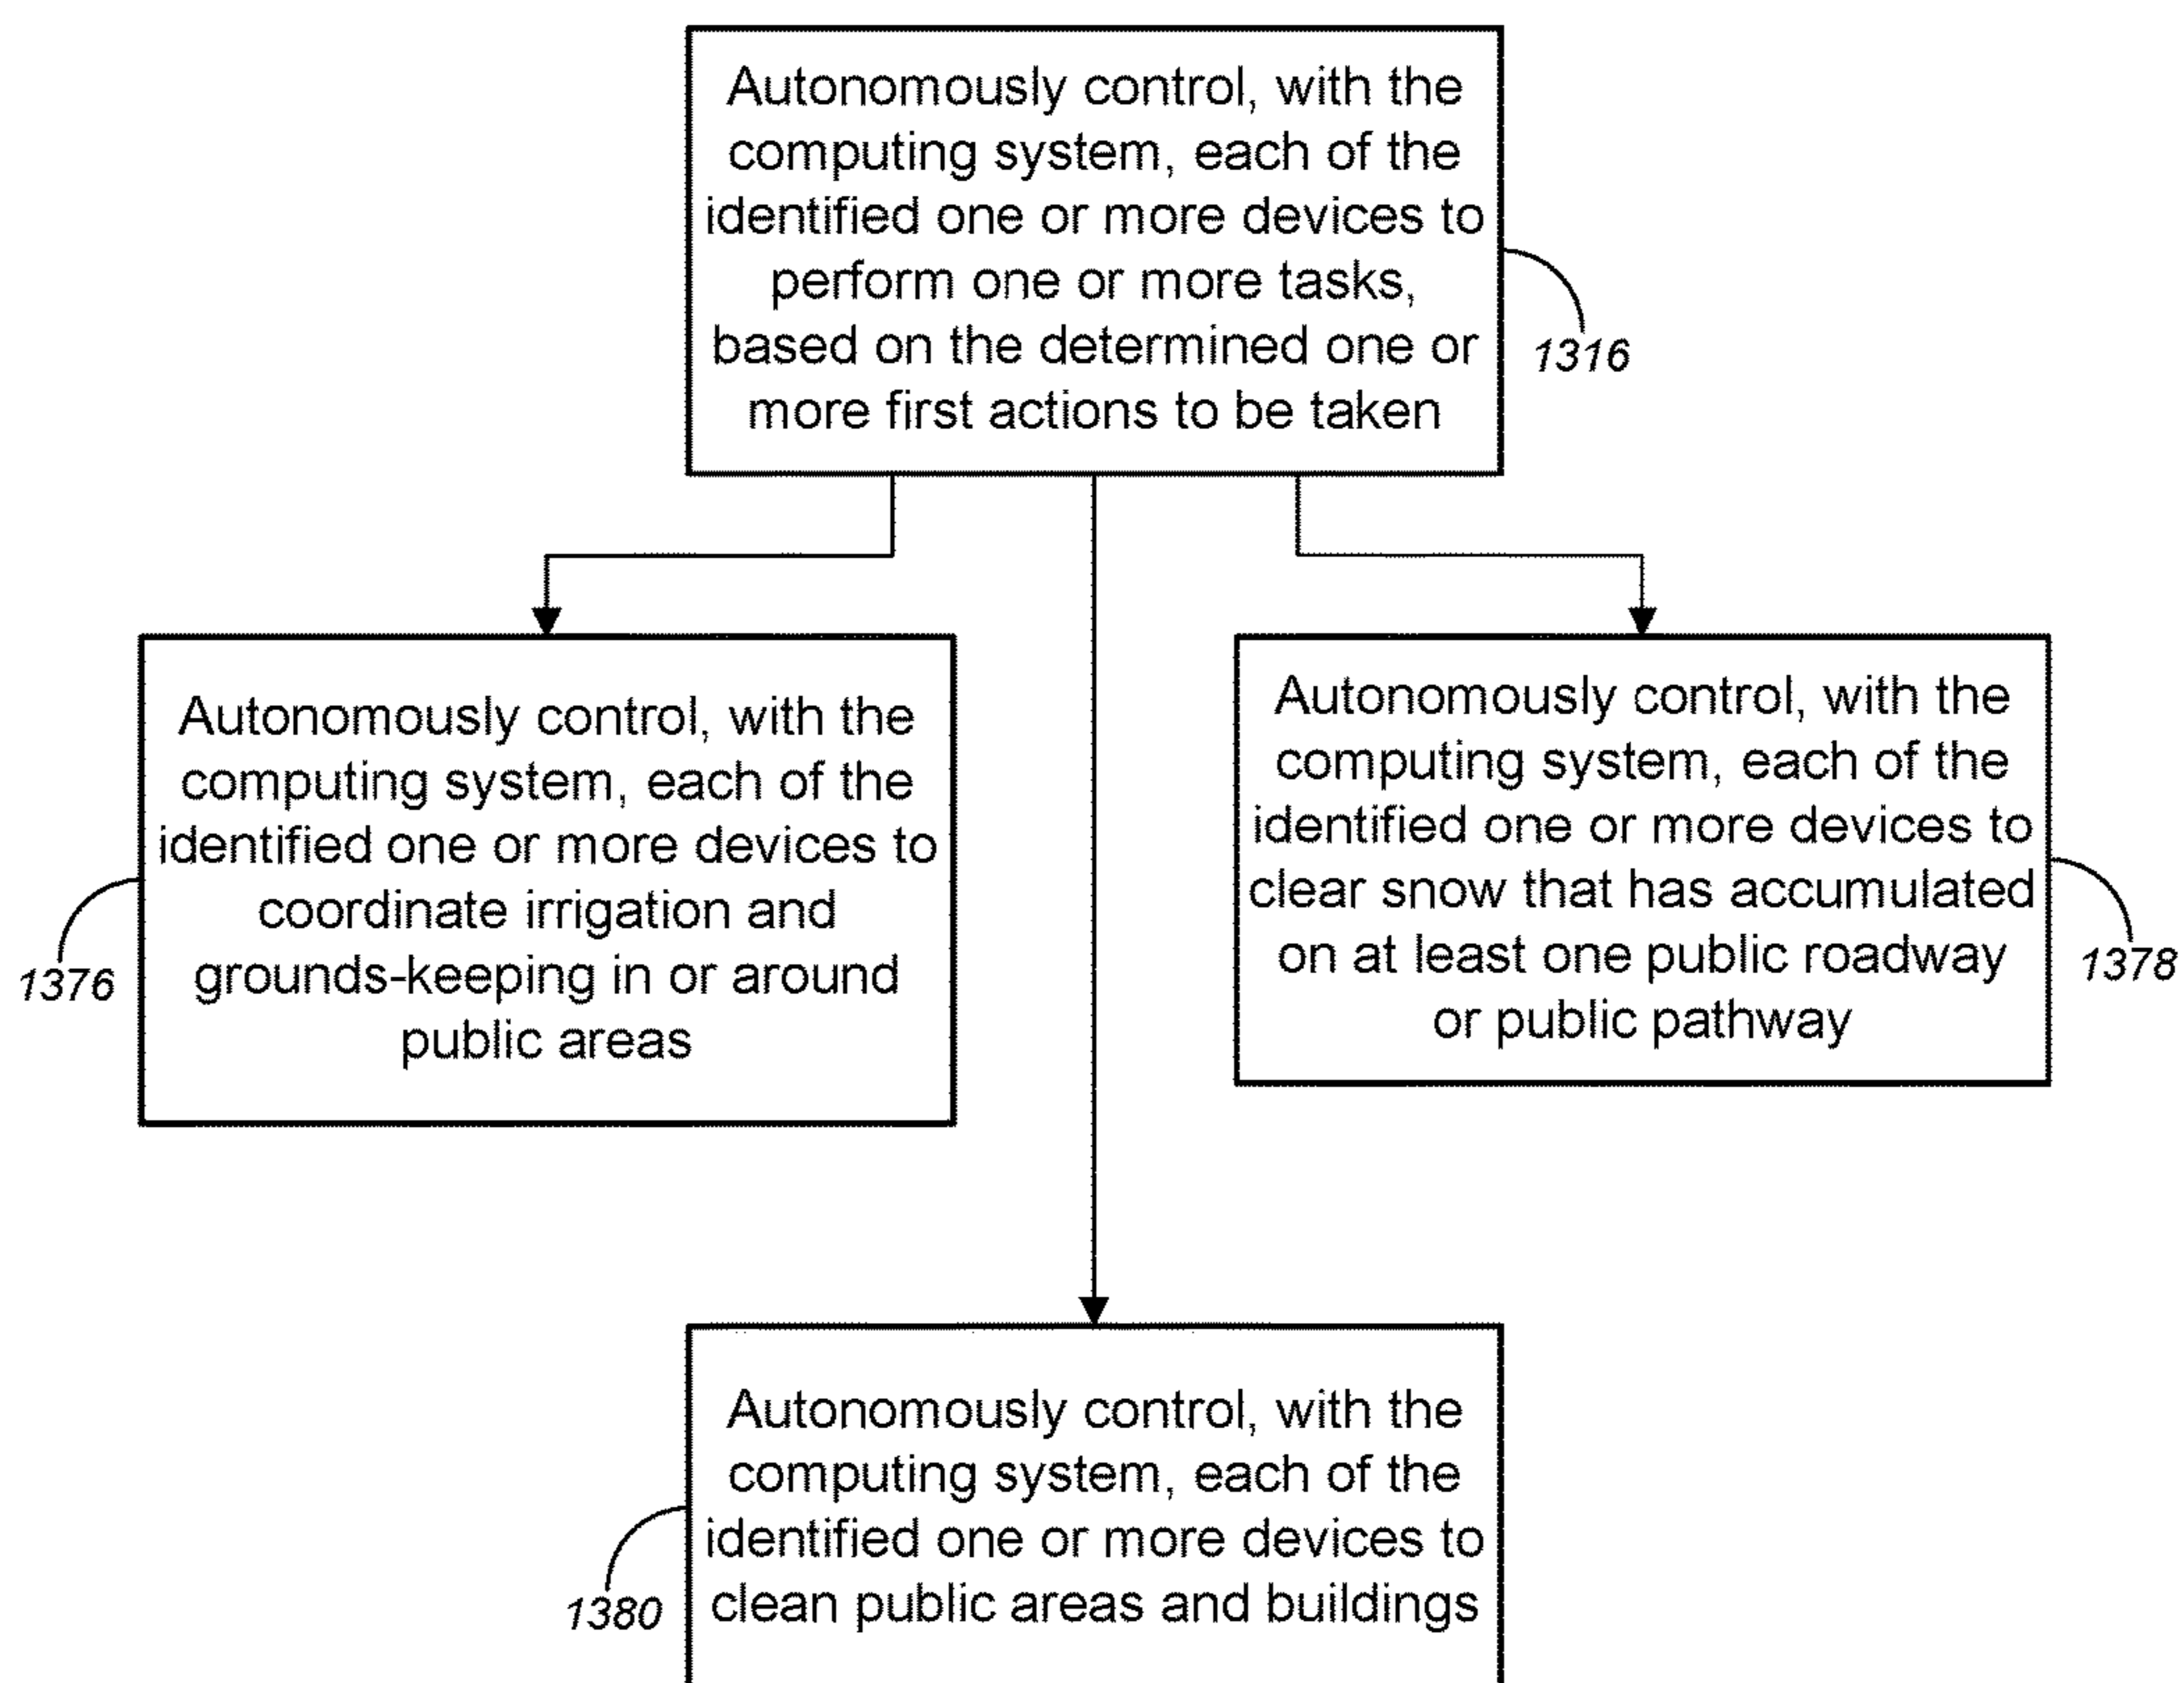 Autonomously control, with the
computing system, each of the
identified one or more devices to
perform one or more tasks,
based on the determined one or
more first actions to be taken
1316
Autonomously control, with the
computing system, each of the
identified one or more devices to
coordinate irrigation and
grounds-keeping in or around
public areas
1376
Autonomously control, with the
computing system, each of the
identified one or more devices to
clear snow that has accumulated
on at least one public roadway
or public pathway
1378
Autonomously control, with the
computing system, each of the
identified one or more devices to
clean public areas and buildings
1380